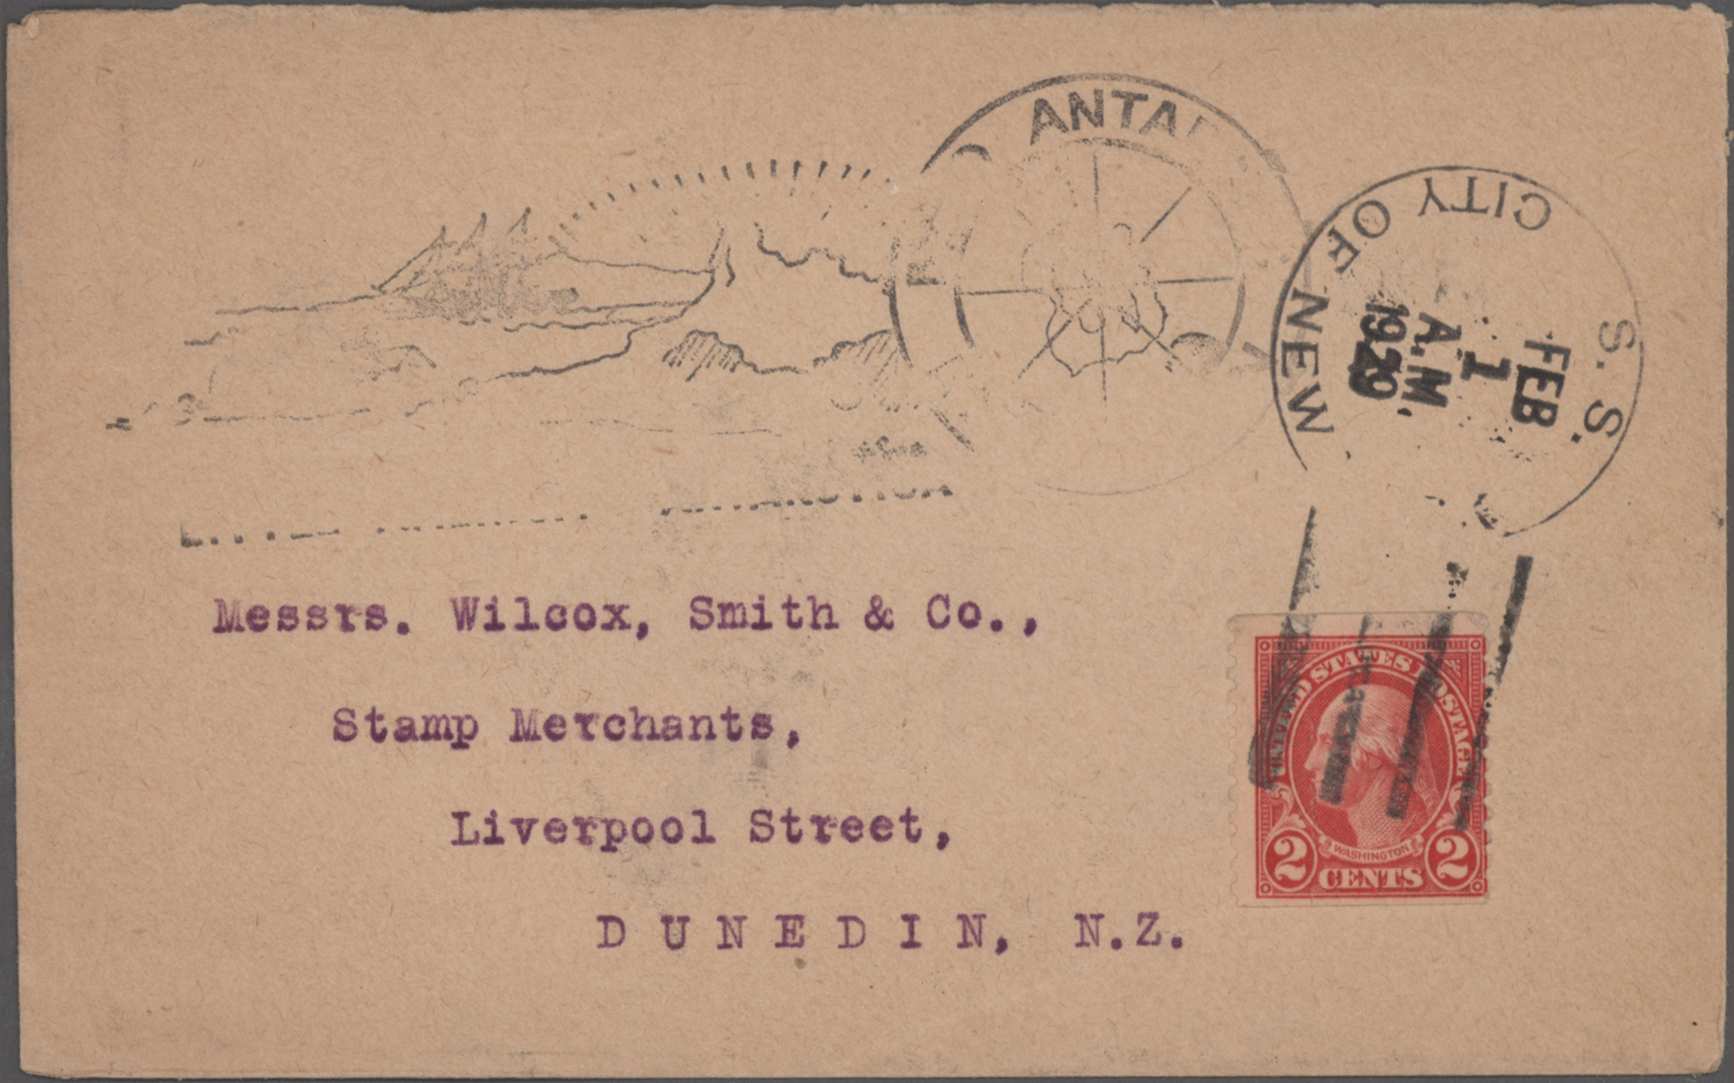 ANTA
S. S.
CITY OF NEW
FEB
1
A.M.
1929
Messrs. Wilcox, Smith & Co.,
Stamp Merchants,
Liverpool Street,
DUNEDIN, N.Z.
UNITED STATES POSTAGE
WASHINGTON
2 CENTS 2